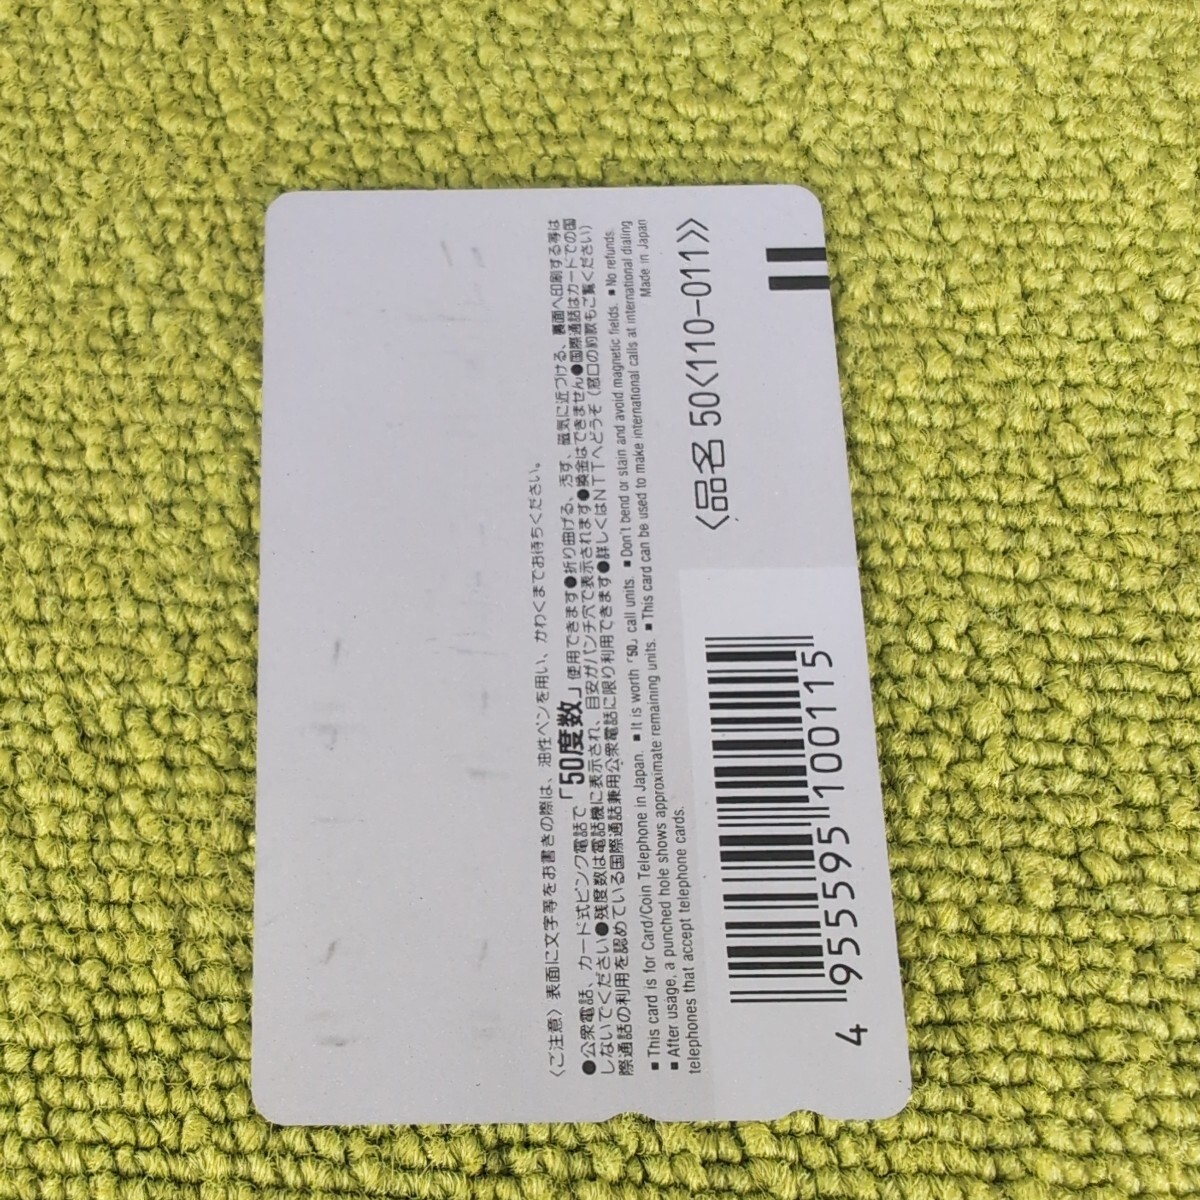 〈ご注意〉表面に文字等をお書きの際は、油性ペンを用い、かわくまでお待ちください。
●公衆電話、カード式ピンク電話で「50度数」使用できます●折り曲げる、汚す、磁気に近づける、裏面へ印刷する等は
しないでください●残度数は電話機に表示され、目安がパンチ穴で表示されます●換金はできません●国際通話はカードでの国
際通話の利用を認めている国際通話兼用公衆電話に限り利用できます●詳しくはNTTへどうぞ（窓口の約款もご覧ください）
■ This card is for Card/Coin Telephone in Japan. ■ It is worth「50」call units. ■ Don't bend or stain and avoid magnetic fields. ■ No refunds.
■ After usage, a punched hole shows approximate remaining units. ■ This card can be used to make international calls at international dialing
telephones that accept telephone cards. Made in Japan
〈品名 50〈110-011〉〉
4 955595 100115